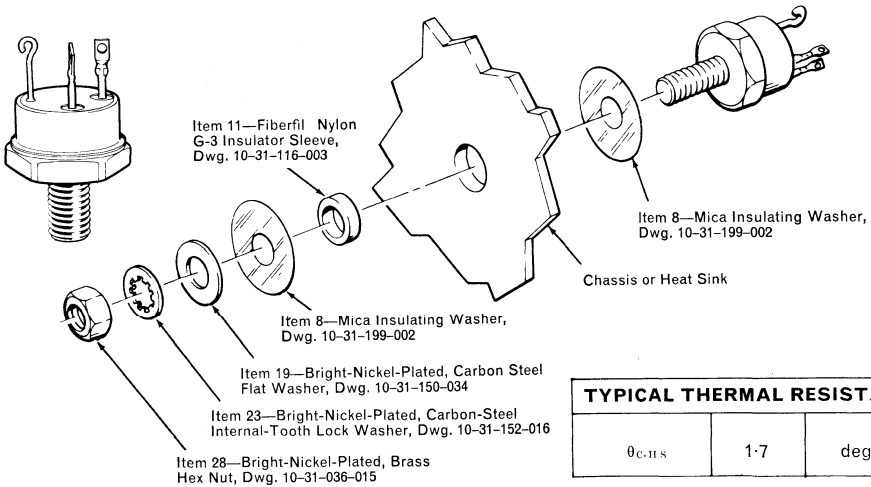 Item 11—Fiberfil Nylon
G-3 Insulator Sleeve,
Dwg. 10-31-116-003
Item 8—Mica Insulating Washer,
Dwg. 10-31-199-002
Chassis or Heat Sink
Item 8—Mica Insulating Washer,
Dwg. 10-31-199-002
Item 19—Bright-Nickel-Plated, Carbon Steel
Flat Washer, Dwg. 10-31-150-034
Item 23—Bright-Nickel-Plated, Carbon-Steel
Internal-Tooth Lock Washer, Dwg. 10-31-152-016
Item 28—Bright-Nickel-Plated, Brass
Hex Nut, Dwg. 10-31-036-015
TYPICAL THERMAL RESIST
θC-HS 1·7 deg